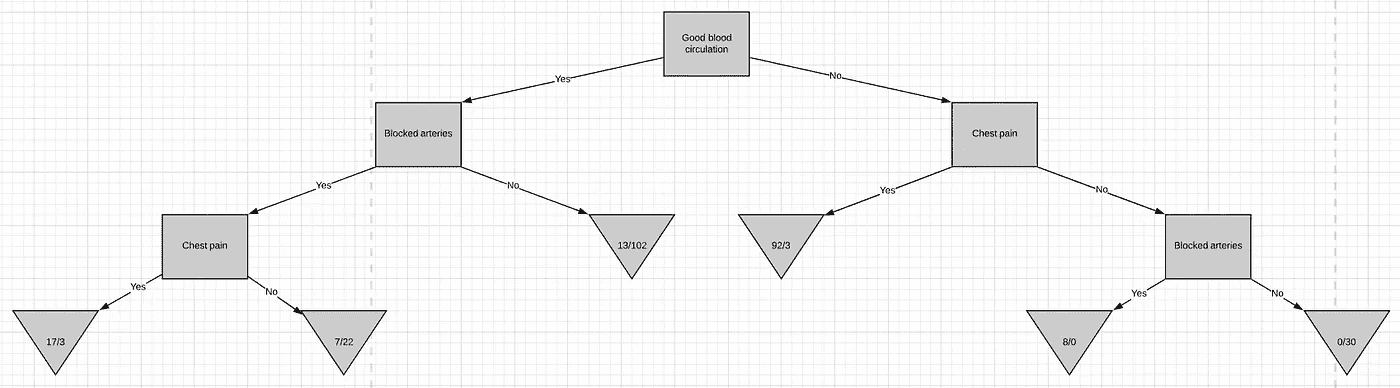 Good blood
circulation
Yes
No
Blocked arteries
Chest pain
Yes
No
Yes
No
Chest pain
13/102
92/3
Blocked arteries
Yes
No
Yes
No
17/3
7/22
8/0
0/30